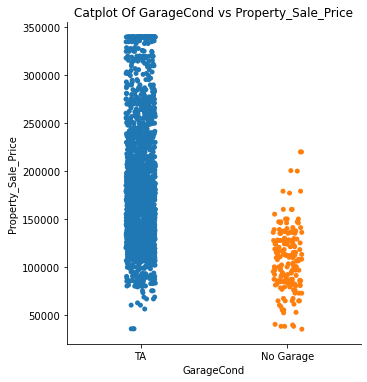 Catplot Of GarageCond vs Property_Sale_Price
350000
300000
250000
200000
150000
100000
50000
Property_Sale_Price
TA
No Garage
GarageCond